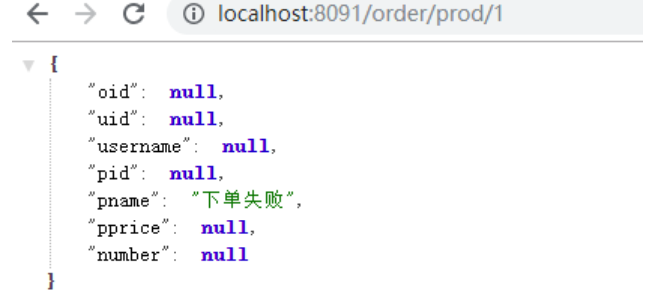 localhost:8091/order/prod/1
{
"oid": null,
"uid": null,
"username": null,
"pid": null,
"pname": "下单失败",
"pprice": null,
"number": null
}